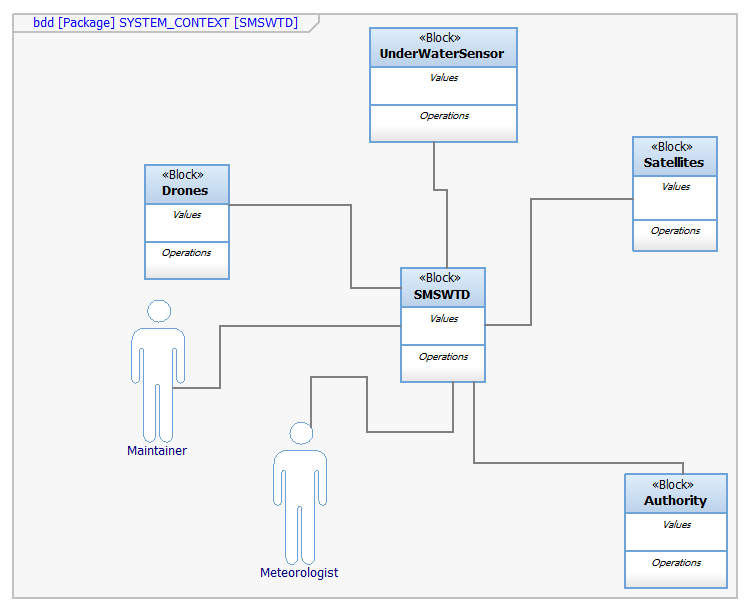 bdd [Package] SYSTEM_CONTEXT [SMSWTD]
«Block»
UnderWaterSensor
Values
Operations
«Block»
Satellites
Values
Operations
«Block»
Drones
Values
Operations
«Block»
SMSWTD
Values
Operations
Maintainer
Meteorologist
«Block»
Authority
Values
Operations